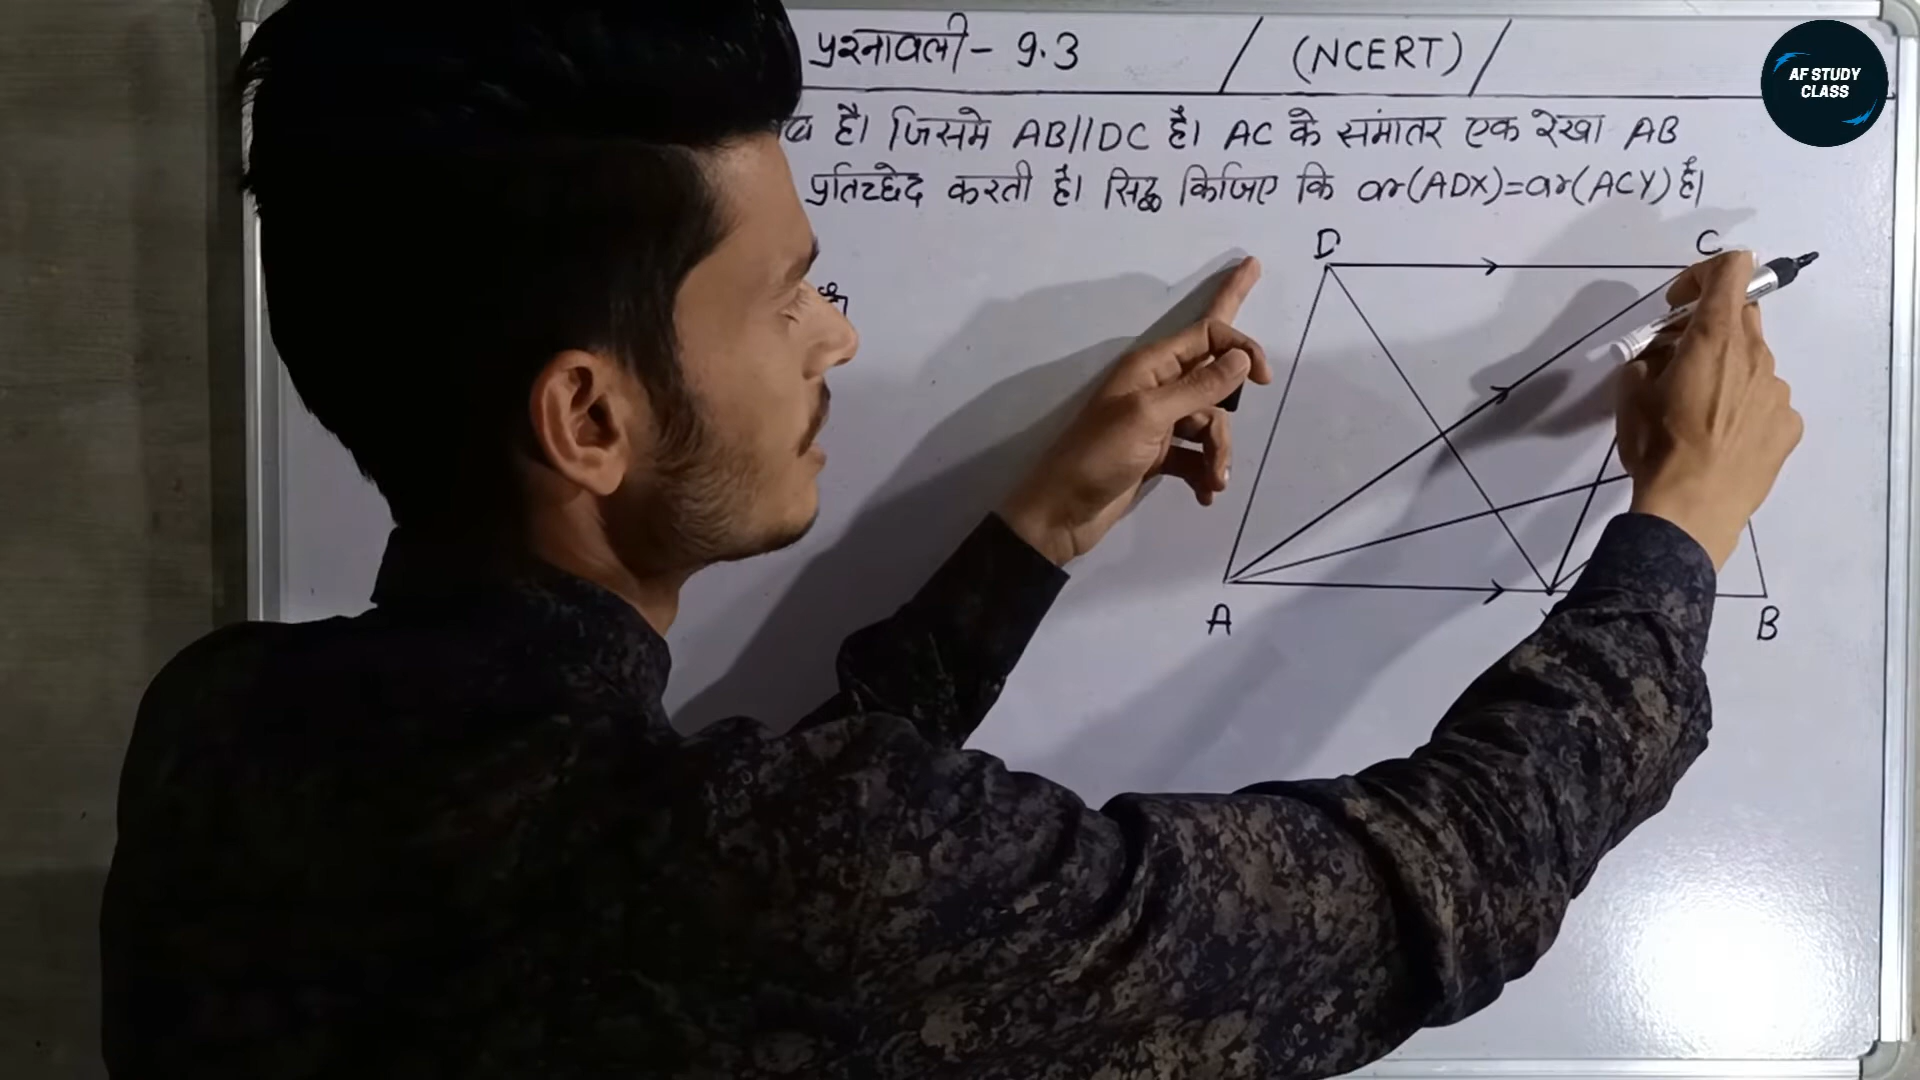 प्रश्नावली - 9.3 / (NCERT) /
AF STUDY
CLASS
है। जिसमे AB//DC है। AC के समांतर एक रेखा AB
प्रतिच्छेद करती है। सिद्ध किजिए कि ar(ADX)=ar(ACY) है।
D C
A B